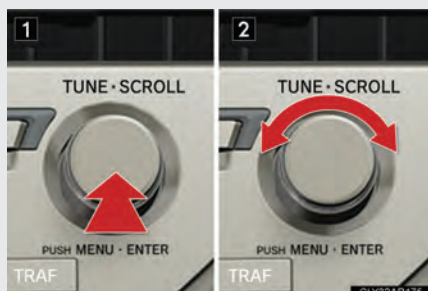 1
TUNE · SCROLL
PUSH MENU · ENTER
TRAF
2
TUNE · SCROLL
PUSH MENU · ENTER
TRAF